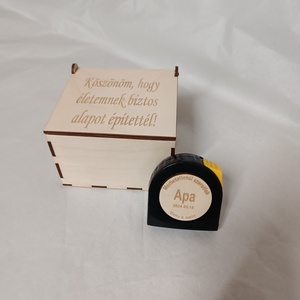 Köszönöm, hogy
életemnek biztos
alapot építettél!
Apa